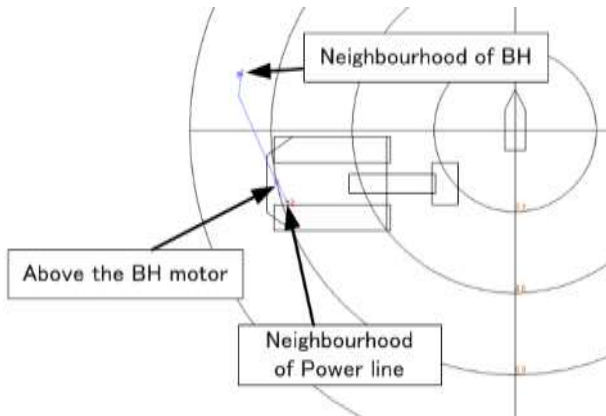 Neighbourhood of BH
Above the BH motor
Neighbourhood
of Power line